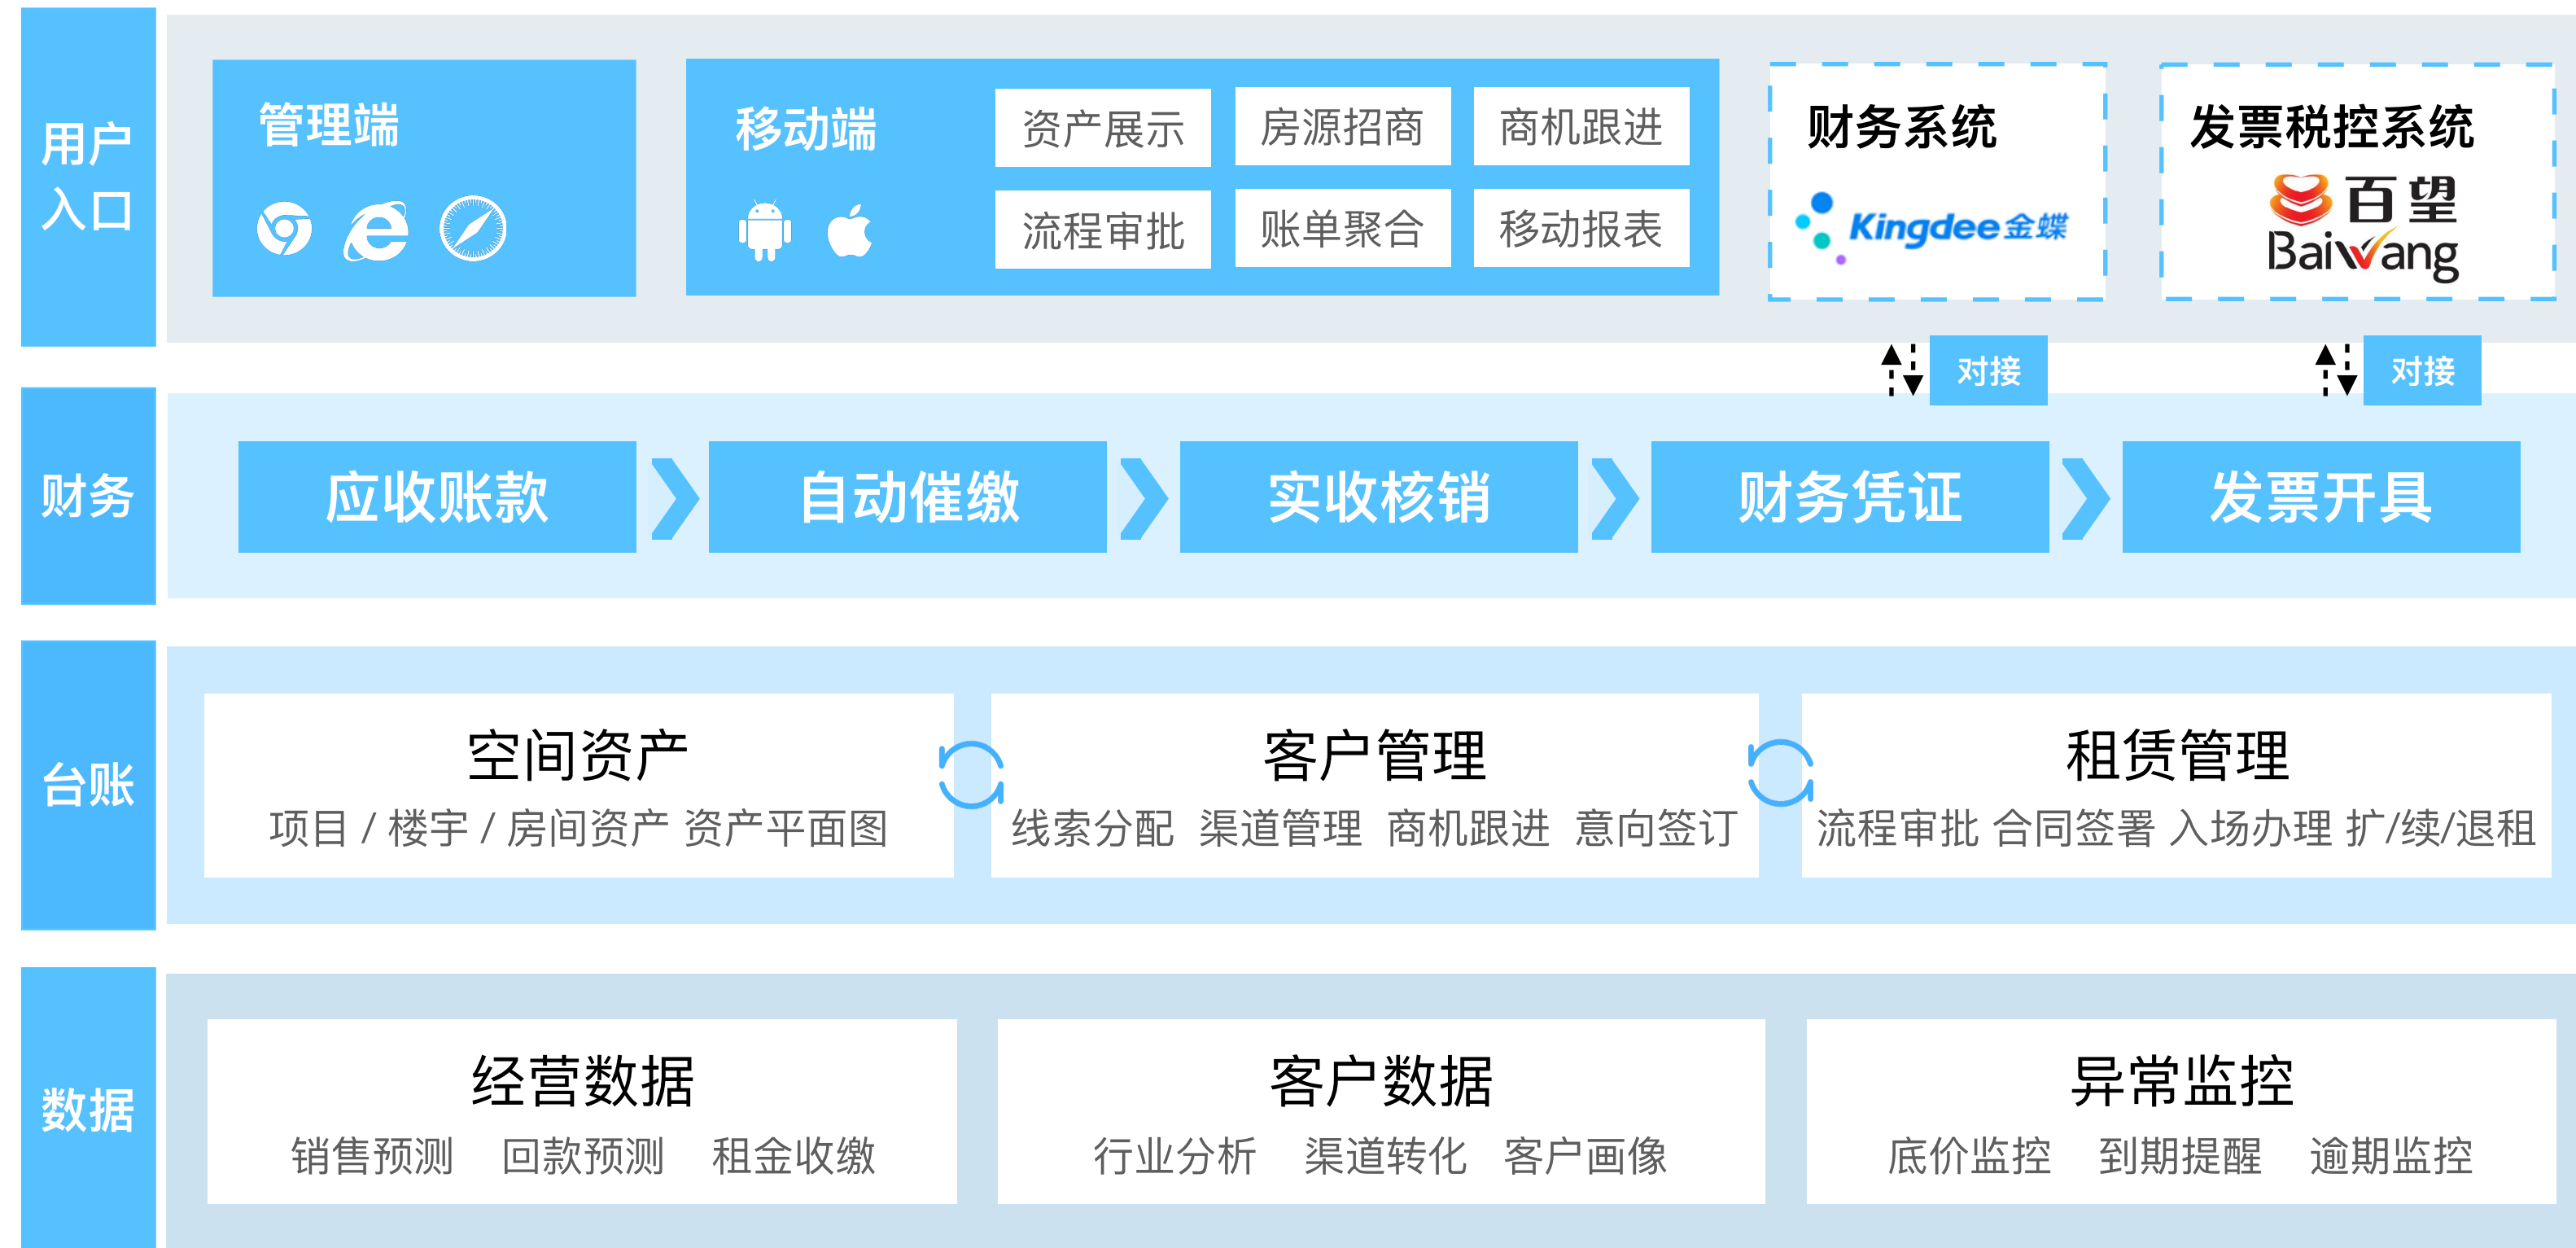 用户
入口
管理端
移动端
资产展示
房源招商
商机跟进
流程审批
账单聚合
移动报表
财务系统
Kingdee金蝶
发票税控系统
百望
Baiwang
对接
对接
财务
应收账款
自动催缴
实收核销
财务凭证
发票开具
台账
空间资产
项目 / 楼宇 / 房间资产 资产平面图
客户管理
线索分配 渠道管理 商机跟进 意向签订
租赁管理
流程审批 合同签署 入场办理 扩/续/退租
数据
经营数据
销售预测 回款预测 租金收缴
客户数据
行业分析 渠道转化 客户画像
异常监控
底价监控 到期提醒 逾期监控